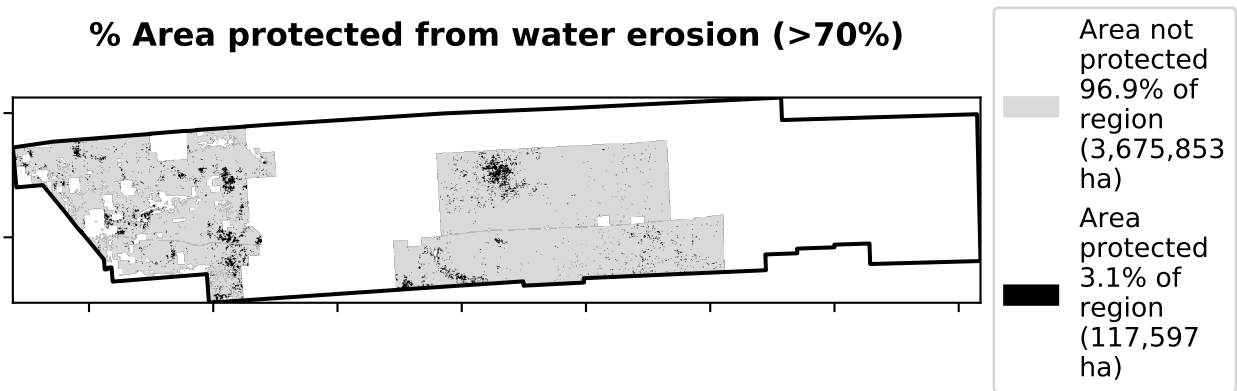 % Area protected from water erosion (>70%)
Area not
protected
96.9% of
region
(3,675,853
ha)
Area
protected
3.1% of
region
(117,597
ha)